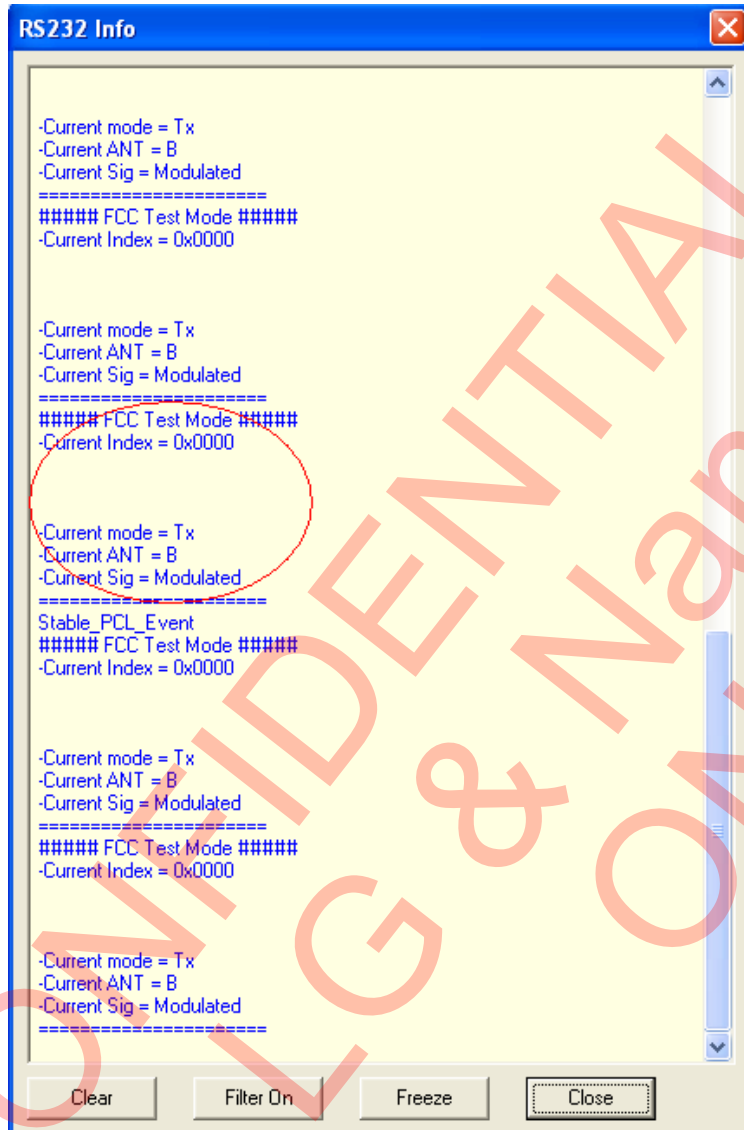 RS232 Info
-Current mode = Tx
-Current ANT = B
-Current Sig = Modulated
======================
##### FCC Test Mode #####
-Current Index = 0x0000
-Current mode = Tx
-Current ANT = B
-Current Sig = Modulated
======================
##### FCC Test Mode #####
-Current Index = 0x0000
-Current mode = Tx
-Current ANT = B
-Current Sig = Modulated
======================
Stable_PCL_Event
##### FCC Test Mode #####
-Current Index = 0x0000
-Current mode = Tx
-Current ANT = B
-Current Sig = Modulated
======================
##### FCC Test Mode #####
-Current Index = 0x0000
-Current mode = Tx
-Current ANT = B
-Current Sig = Modulated
======================
Clear Filter On Freeze Close
LG &